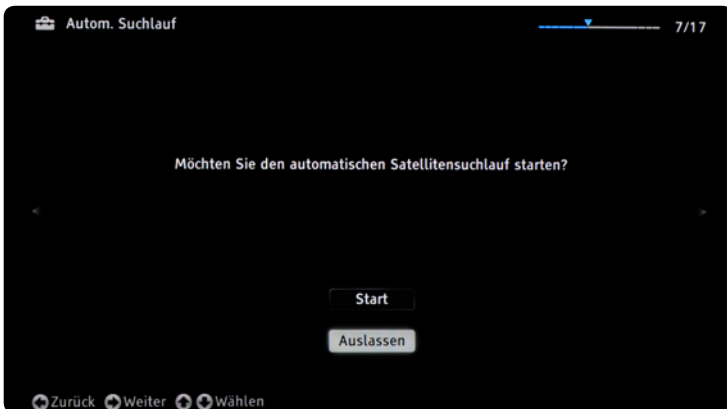 Autom. Suchlauf
7/17
Möchten Sie den automatischen Satellitensuchlauf starten?
Start
Auslassen
Zurück Weiter Wählen